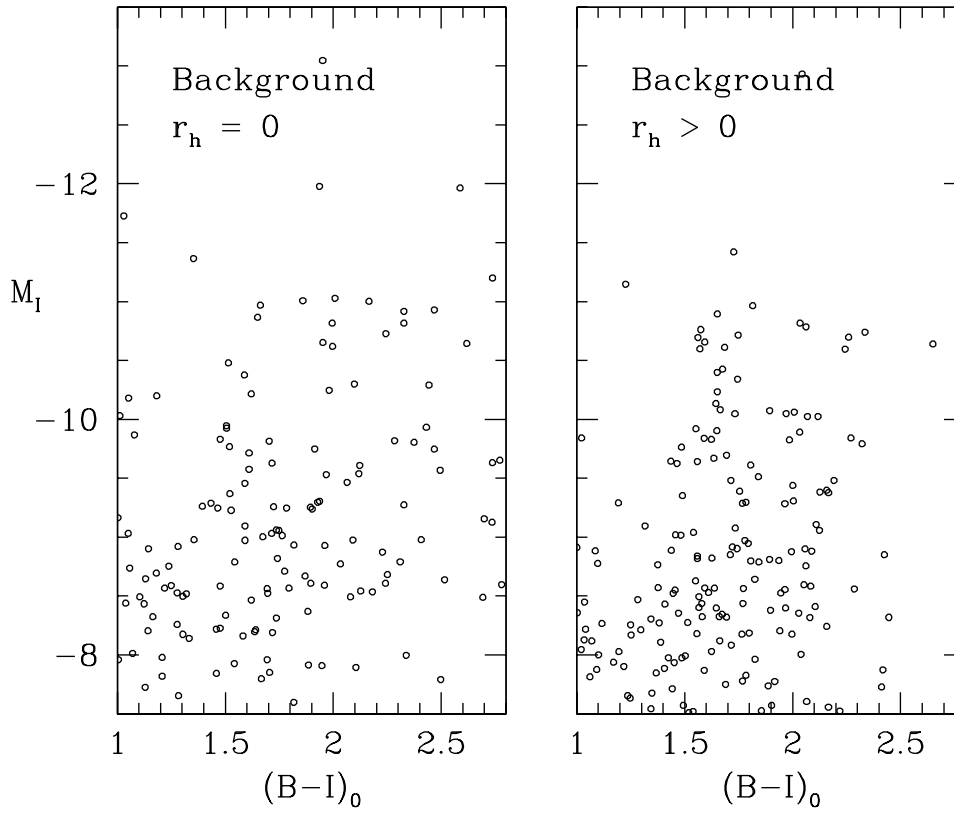 Background
r_h = 0
Background
r_h > 0
M_I
−12
−10
−8
1
1.5
2
2.5
1
1.5
2
2.5
(B−I)_0
(B−I)_0